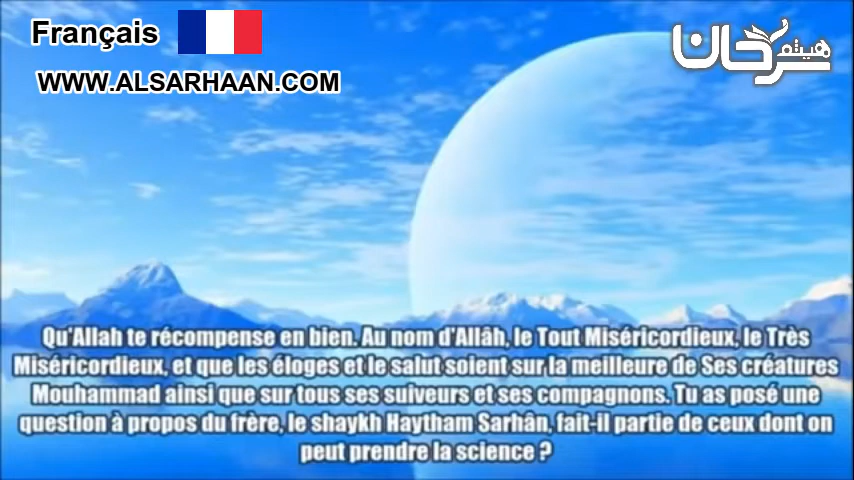 Français
WWW.ALSARHAAN.COM
هيثم
سرحان
Qu'Allah te récompense en bien. Au nom d'Allâh, le Tout Miséricordieux, le Très
Miséricordieux, et que les éloges et le salut soient sur la meilleure de Ses créatures
Mouhammad ainsi que sur tous ses suiveurs et ses compagnons. Tu as posé une
question à propos du frère, le shaykh Haytham Sarhân, fait-il partie de ceux dont on
peut prendre la science ?